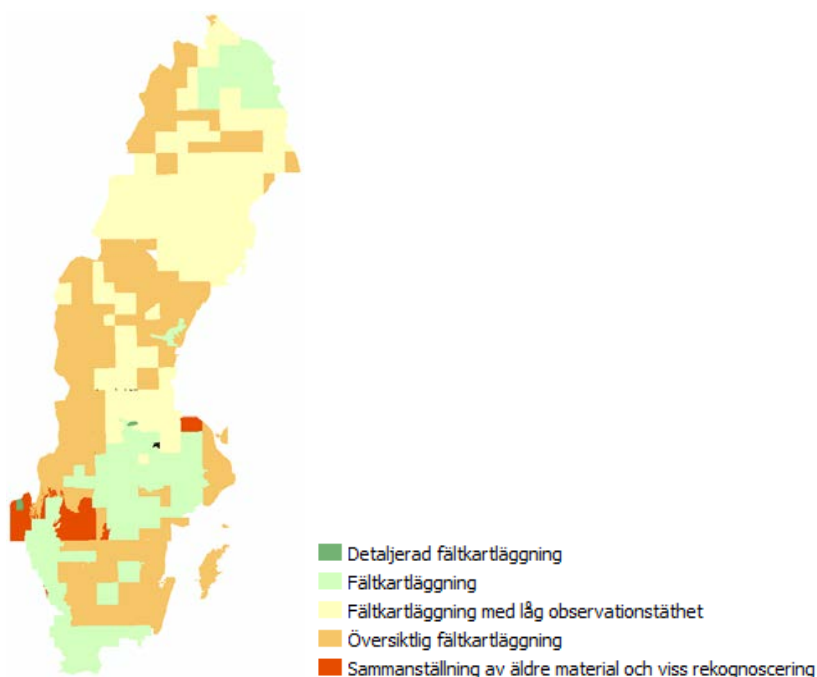 Detaljerad fältkartläggning
Fältkartläggning
Fältkartläggning med låg observationstäthet
Översiktlig fältkartläggning
Sammanställning av äldre material och viss rekognoscering